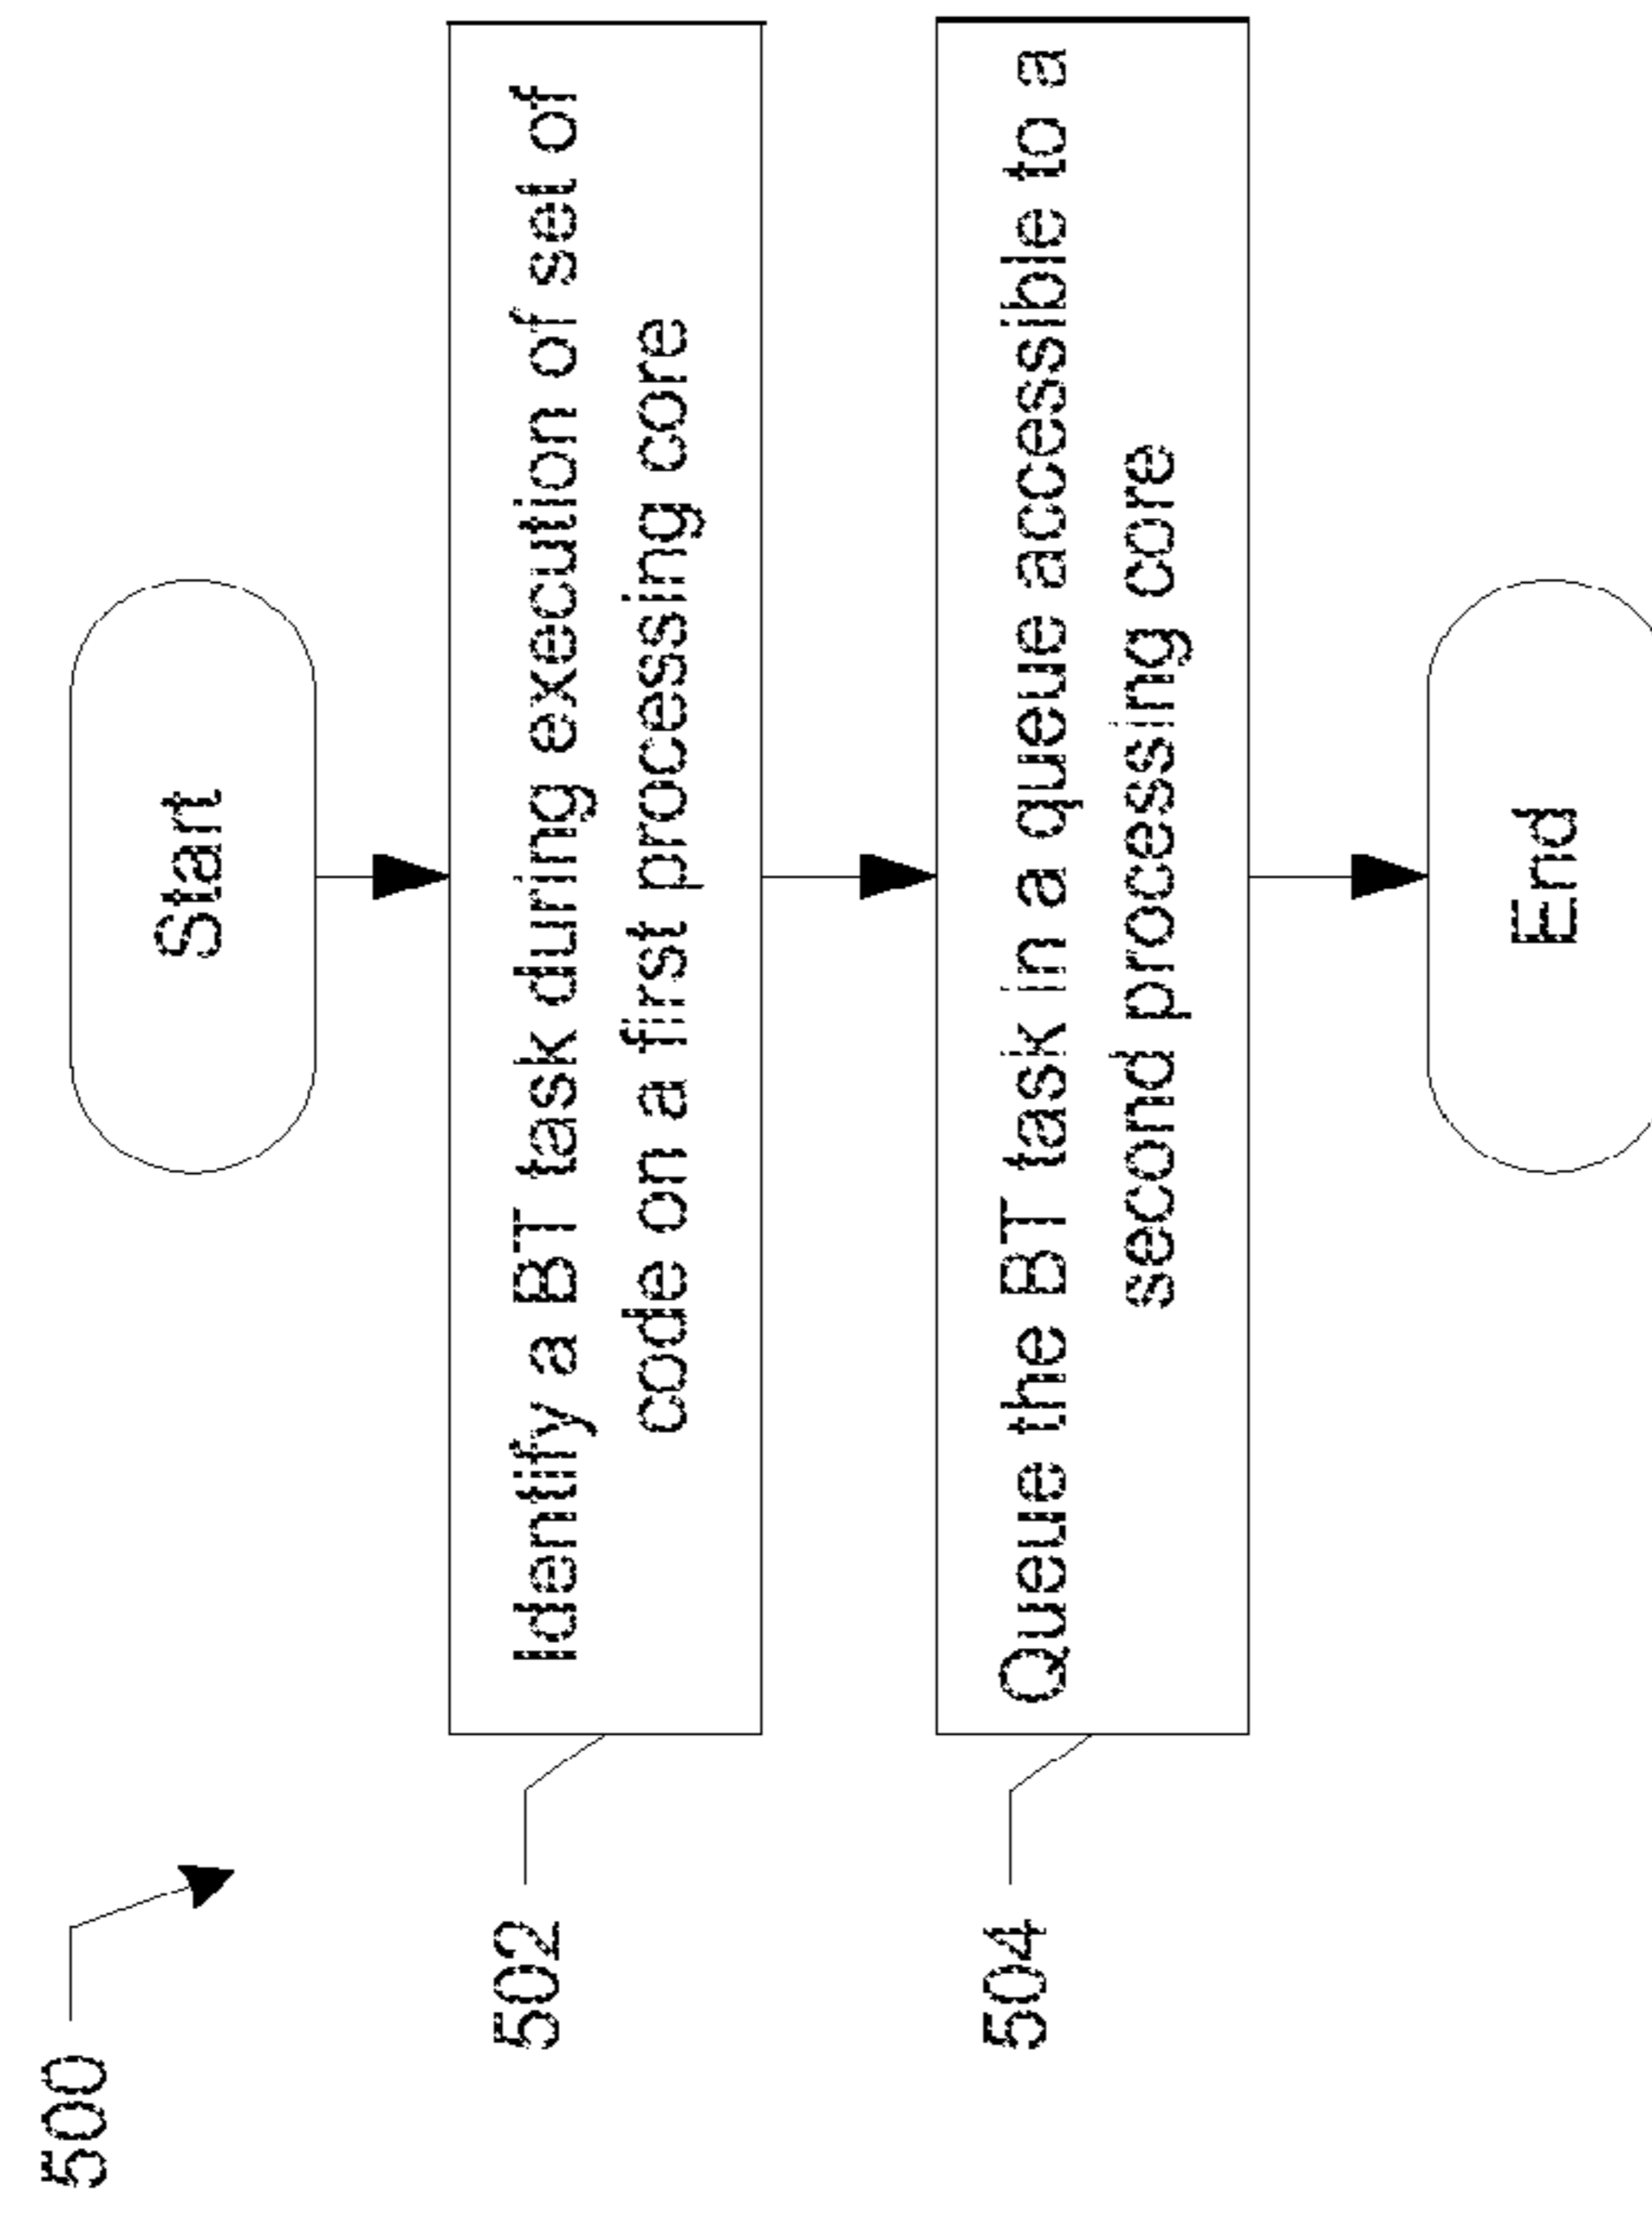 500
Start
502
Identify a BT task during execution of set of
code on a first processing core
504
Queue the BT task in a queue accessible to a
second processing core
End